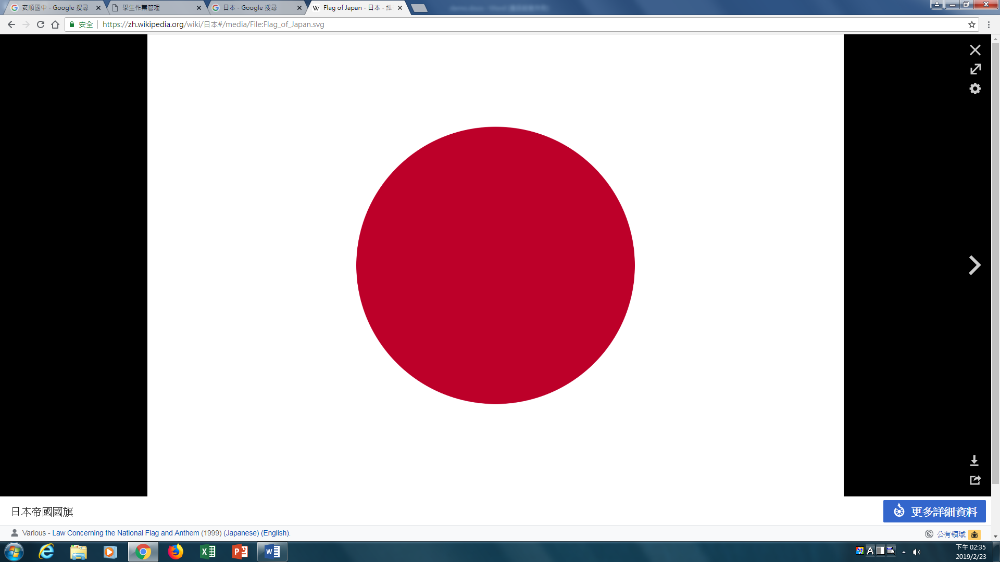 安順國中 - Google 搜尋
學生作業管理
日本 - Google 搜尋
Flag of Japan - 日本 - 維
安全
https://zh.wikipedia.org/wiki/日本#/media/File:Flag_of_Japan.svg
日本帝國國旗
更多詳細資料
Various - Law Concerning the National Flag and Anthem (1999) (Japanese) (English).
公有領域
下午 02:35
2019/2/23